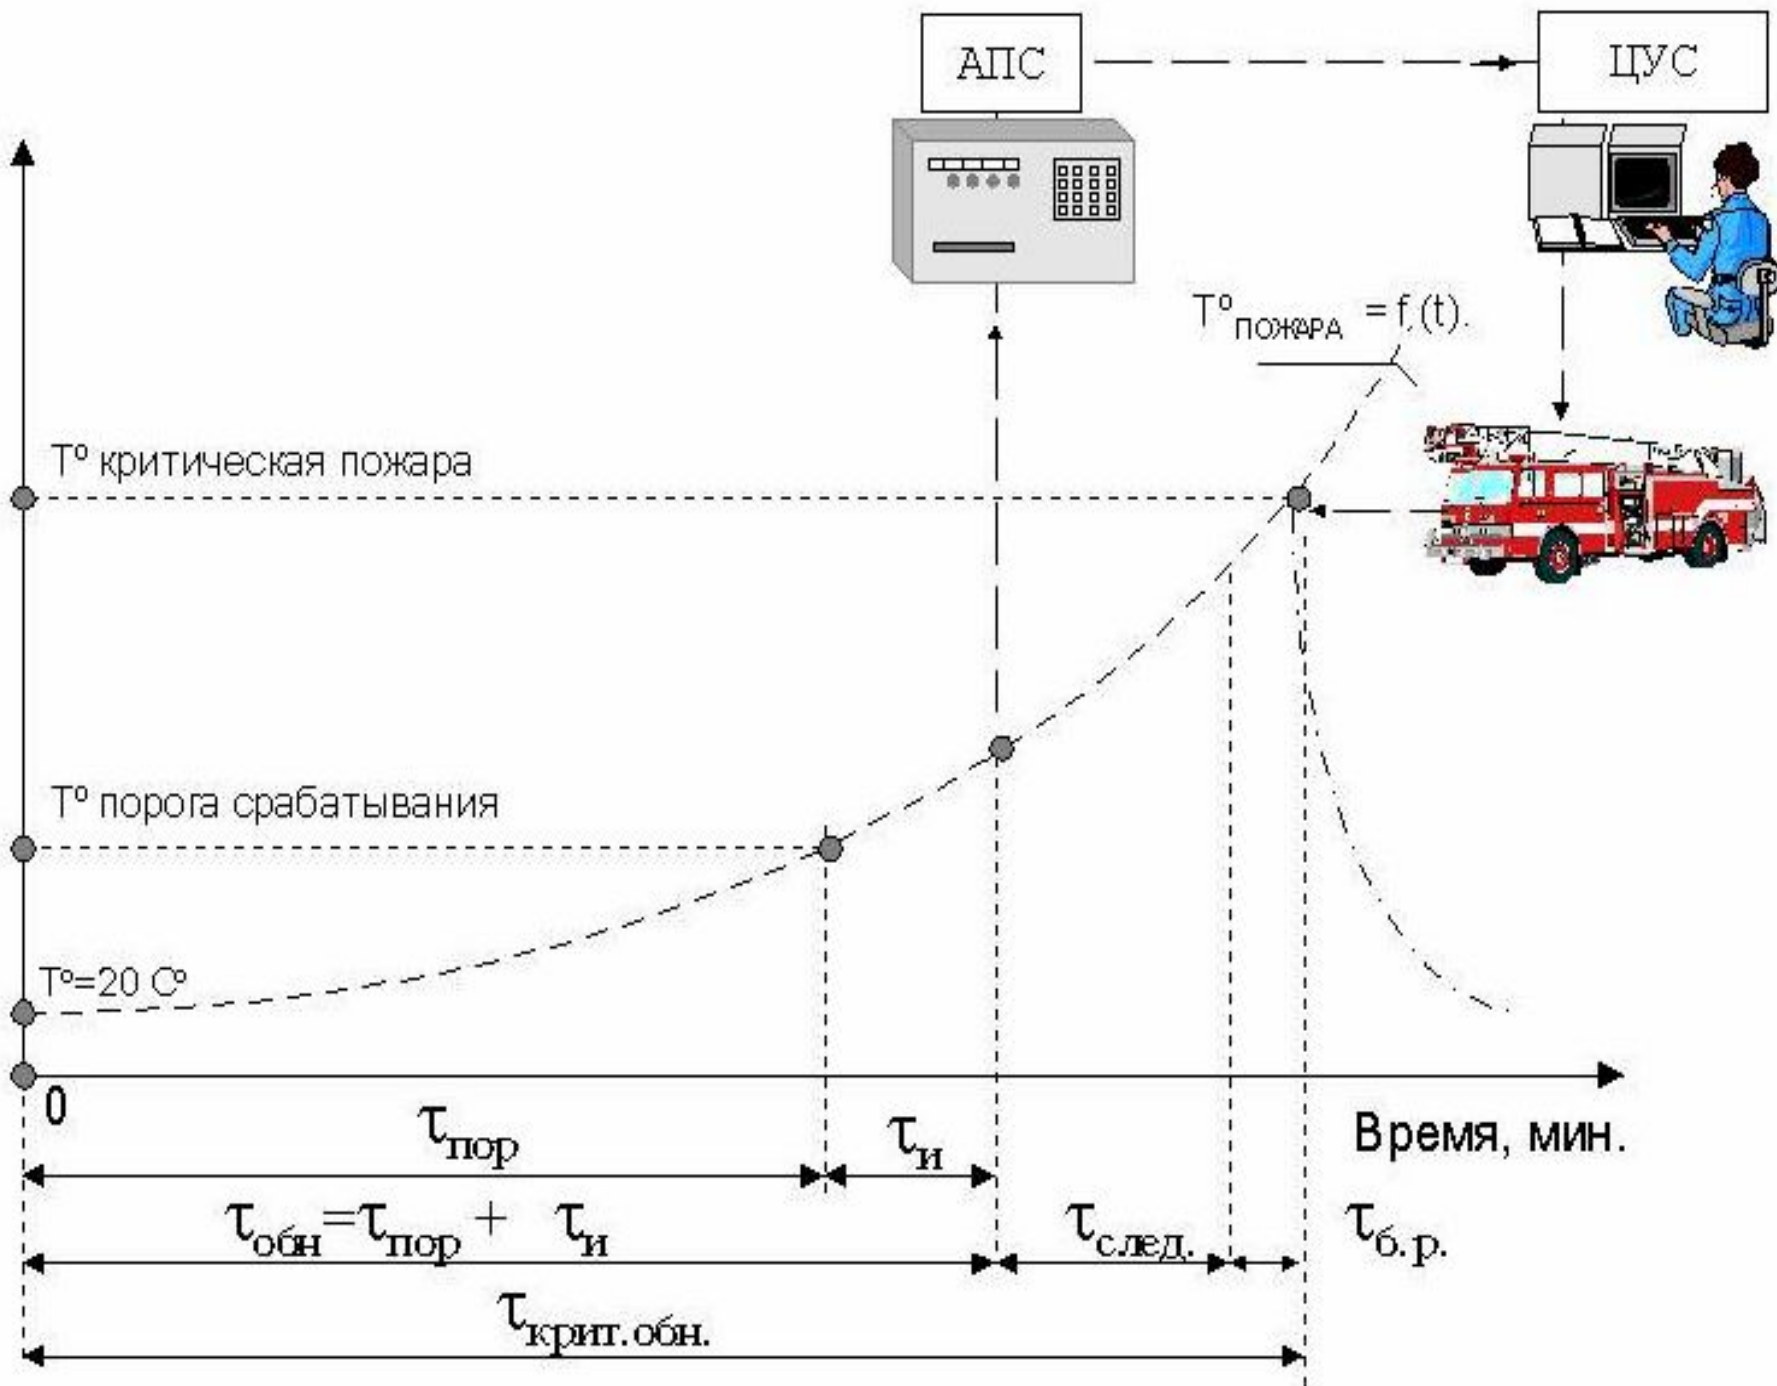 АПС
ЦУС
T° ПОЖАРА = f (t).
T° критическая пожара
T° порога срабатывания
T°=20 C°
0
τпор
τи
Время, мин.
τобн=τпор + τи
τслед.
τб.р.
τкрит.обн.